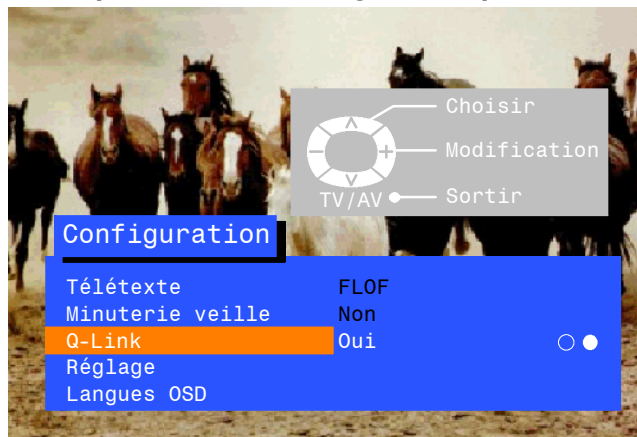 Choisir
Modification
TV/AV Sortir
Configuration
Télétexte FLOF
Minuterie veille Non
Q-Link Oui
Réglage
Langues OSD